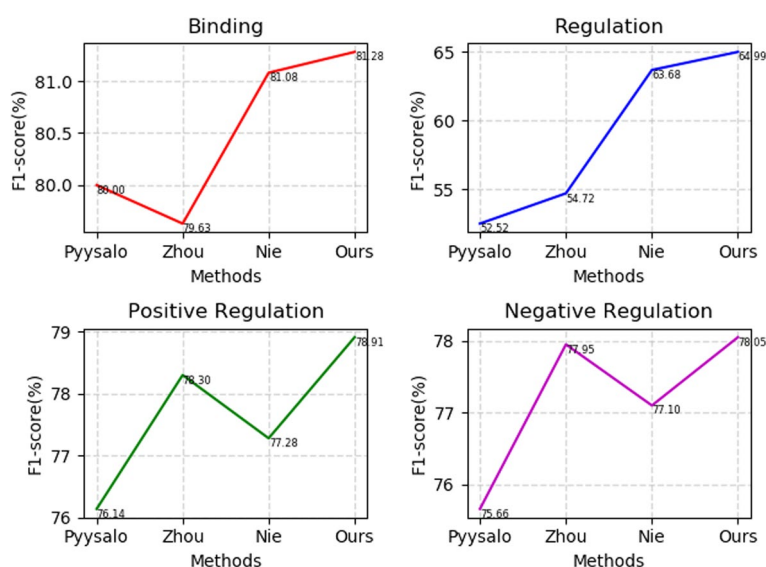 Binding
F1-score(%)
81.0
80.5
80.0
80.00
79.63
81.08
81.28
Pyysalo Zhou Nie Ours
Methods
Regulation
F1-score(%)
65
60
55
52.52
54.72
63.68
64.99
Pyysalo Zhou Nie Ours
Methods
Positive Regulation
F1-score(%)
79
78
77
76
76.14
78.30
77.28
78.91
Pyysalo Zhou Nie Ours
Methods
Negative Regulation
F1-score(%)
78
77
76
75.66
77.95
77.10
78.05
Pyysalo Zhou Nie Ours
Methods